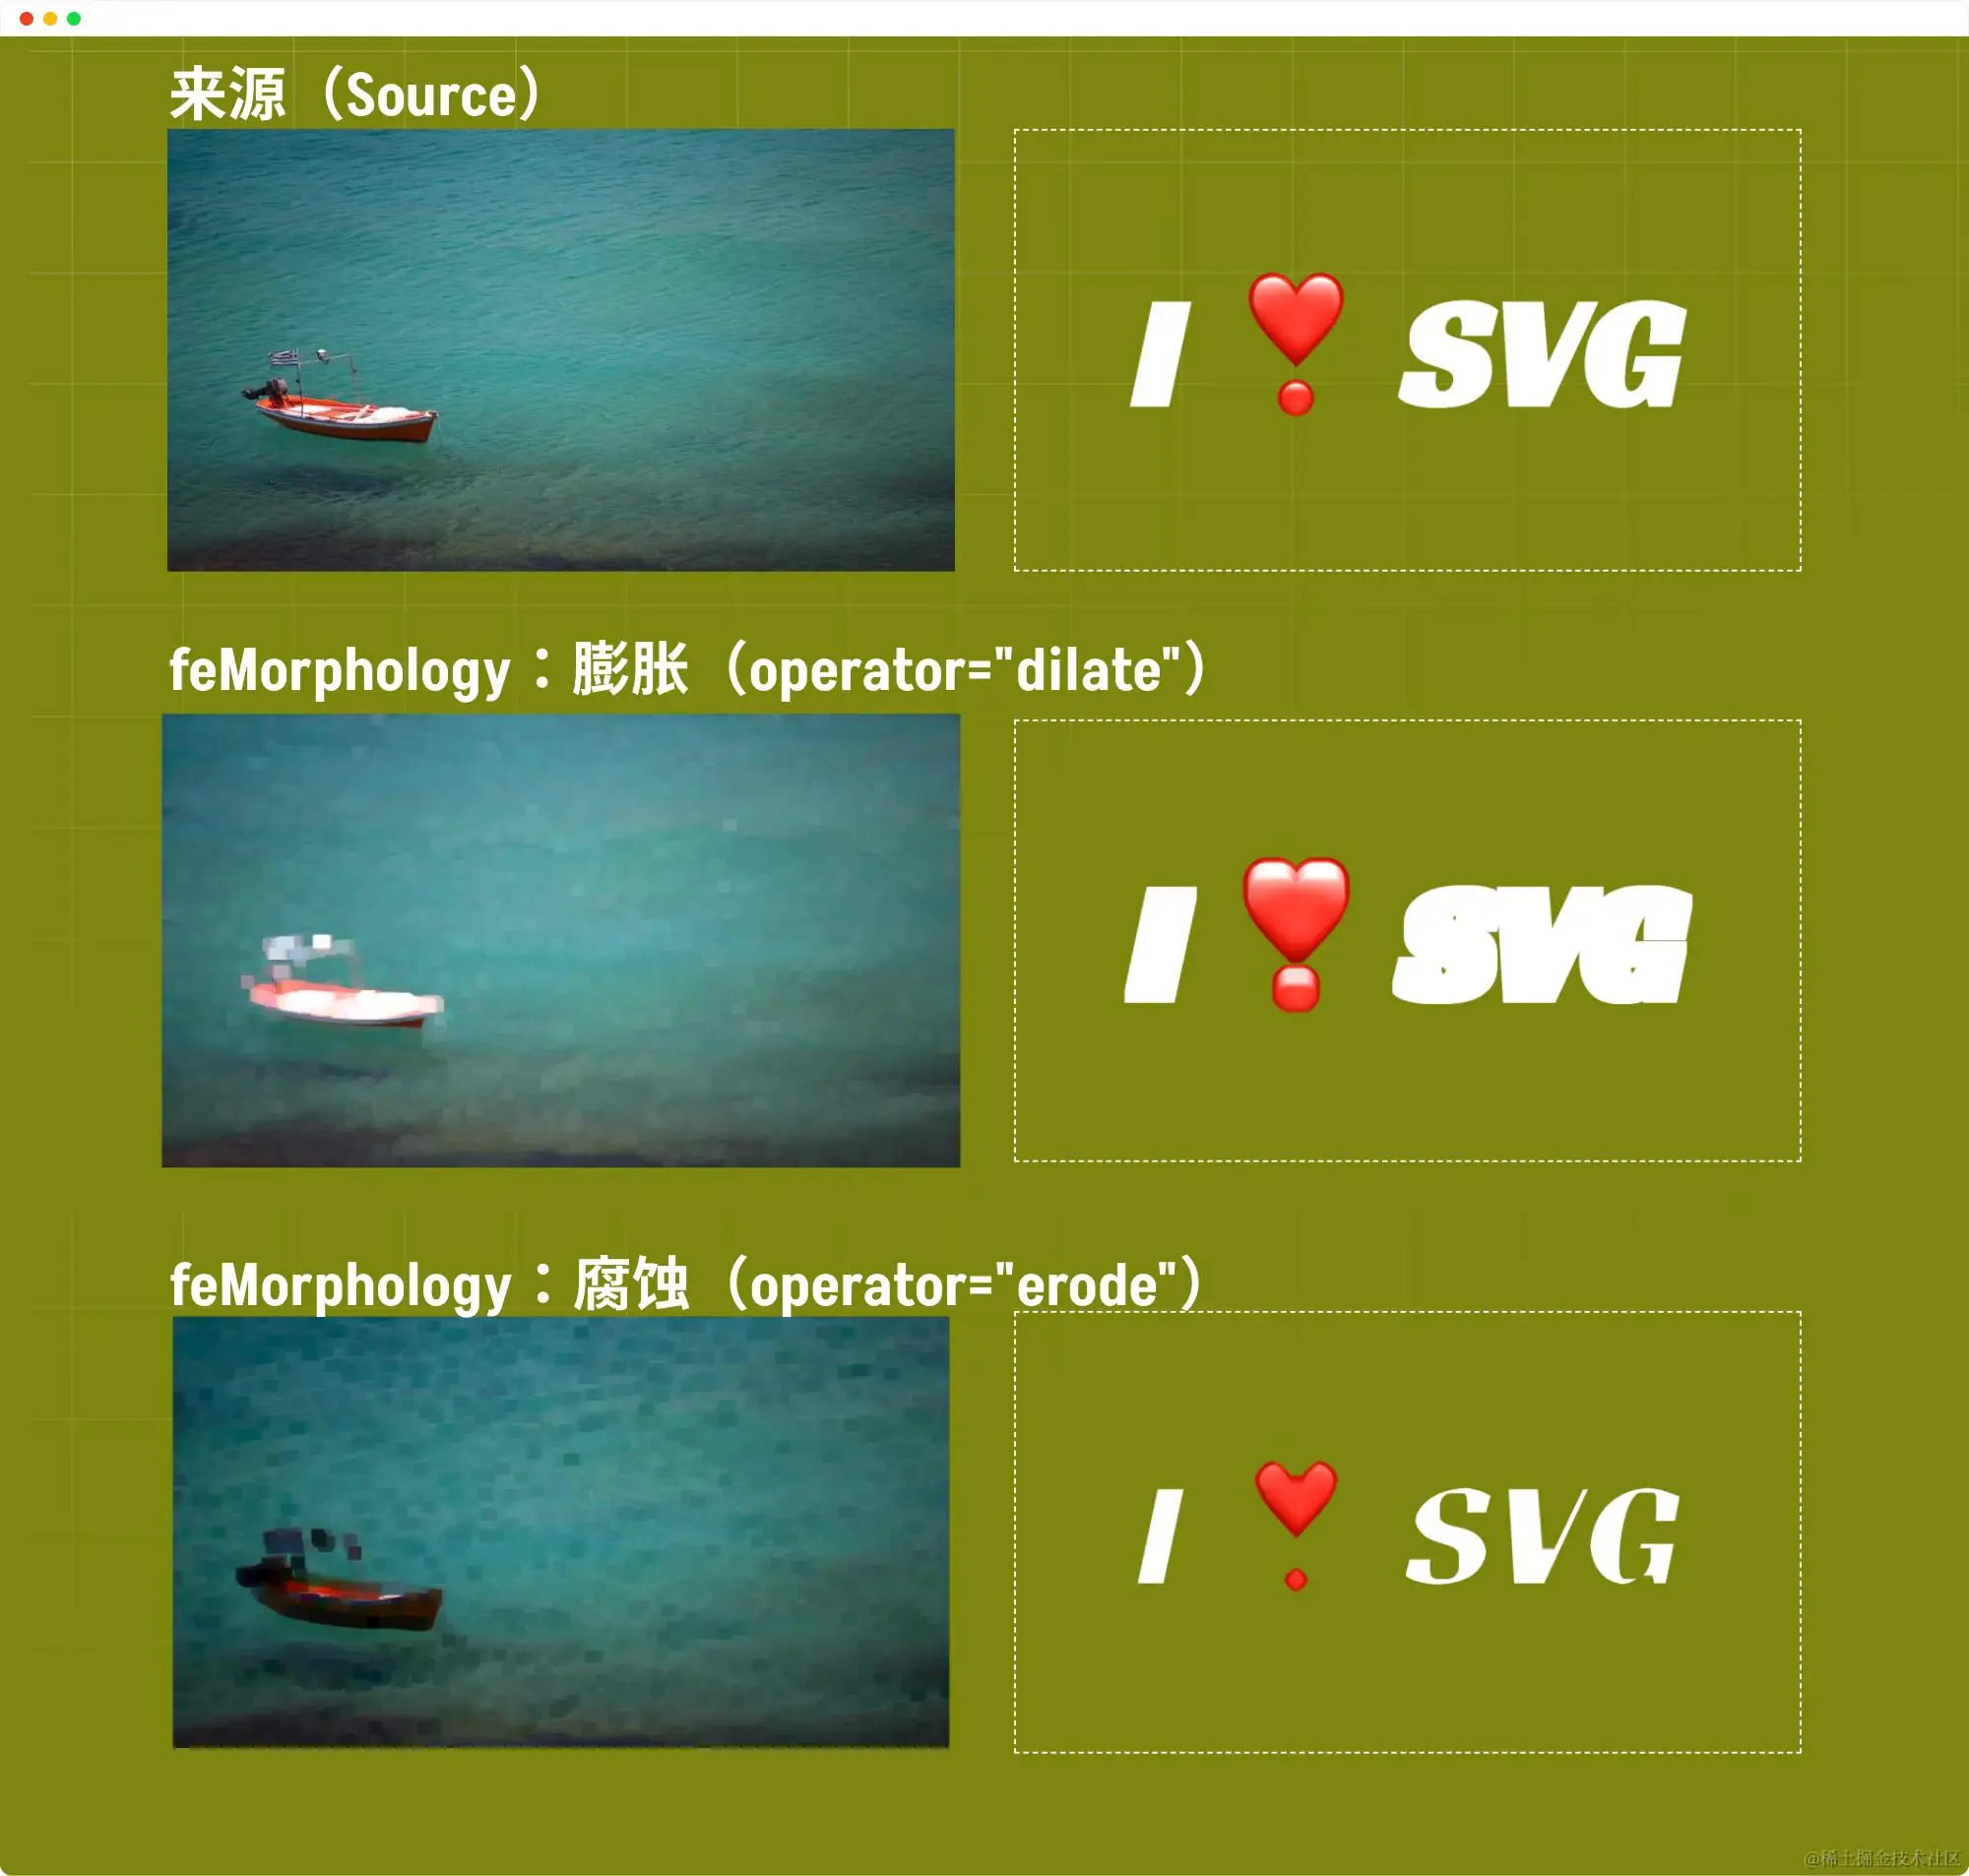 来源（Source）
I ❣️ SVG
feMorphology：膨胀（operator="dilate"）
I ❣️ SVG
feMorphology：腐蚀（operator="erode"）
I ❣️ SVG
@稀土掘金技术社区